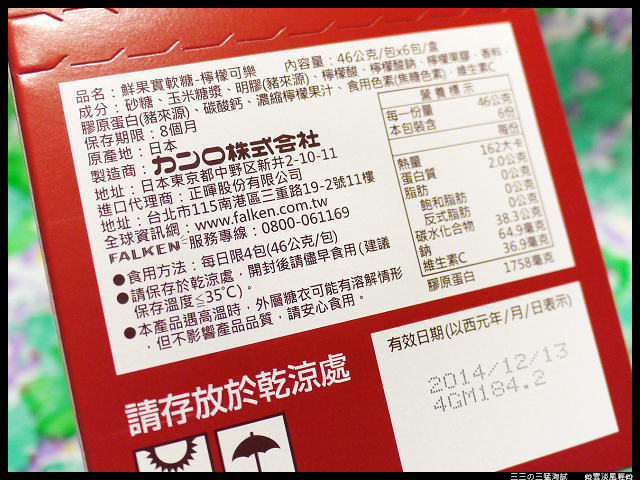 品名：鮮果實軟糖-檸檬可樂 內容量：46公克/包x6包/盒
成分：砂糖、玉米糖漿、明膠(豬來源)、檸檬酸、檸檬酸鈉、檸檬果膠、香料、
膠原蛋白(豬來源)、碳酸鈣、濃縮檸檬果汁、食用色素(焦糖色素)、維生素C
保存期限：8個月
原產地：日本
製造商：カンロ株式会社
地址：日本東京都中野区新井2-10-11
進口代理商：正暉股份有限公司
地址：台北市115南港區三重路19-2號11樓
全球資訊網：www.falken.com.tw
FALKEN 服務專線：0800-061169
●食用方法：每日限4包(46公克/包)
●請保存於乾涼處，開封後請儘早食用(建議
保存溫度≦35℃)。
●本產品遇高溫時，外層糖衣可能有溶解情形
，但不影響產品品質，請安心食用。
營養標示
每一份量 46公克
本包裝含 6份
每份
熱量 162大卡
蛋白質 2.0公克
脂肪 0公克
飽和脂肪 0公克
反式脂肪 0公克
碳水化合物 38.3公克
鈉 64.9毫克
維生素C 36.9毫克
膠原蛋白 1758毫克
有效日期(以西元年/月/日表示)
2014/12/13
4GM184.2
請存放於乾涼處
三三の三猛海賊
雲淡風輕